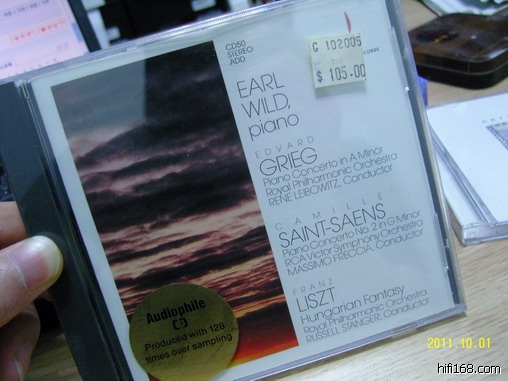 CD50
STEREO
ADD
G 102005
$ 105.00
EARL
WILD,
piano
EDVARD
GRIEG
Piano Concerto in A Minor
Royal Philharmonic Orchestra
RENE LEIBOWITZ, Conductor
CAMILLE
SAINT-SAENS
Piano Concerto No. 2 in G Minor
RCA Victor Symphony Orchestra
MASSIMO FRECCIA, Conductor
FRANZ
LISZT
Hungarian Fantasy
Royal Philharmonic Orchestra
RUSSELL STANGER, Conductor
Audiophile
Produced with 128
times over sampling
2011.10.01
hifi168.com